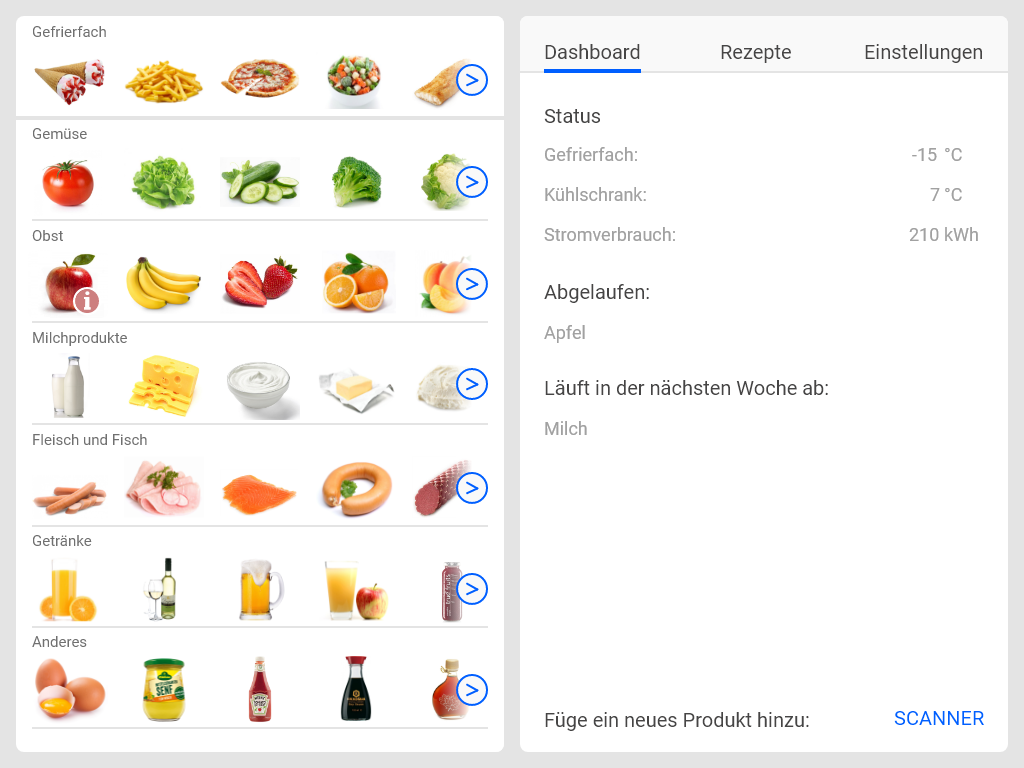 Gefrierfach
>
Gemüse
>
Obst
i
>
Milchprodukte
>
Fleisch und Fisch
>
Getränke
>
Anderes
SENF
>
Dashboard Rezepte Einstellungen
Status
Gefrierfach: -15 °C
Kühlschrank: 7 °C
Stromverbrauch: 210 kWh
Abgelaufen:
Apfel
Läuft in der nächsten Woche ab:
Milch
Füge ein neues Produkt hinzu: SCANNER